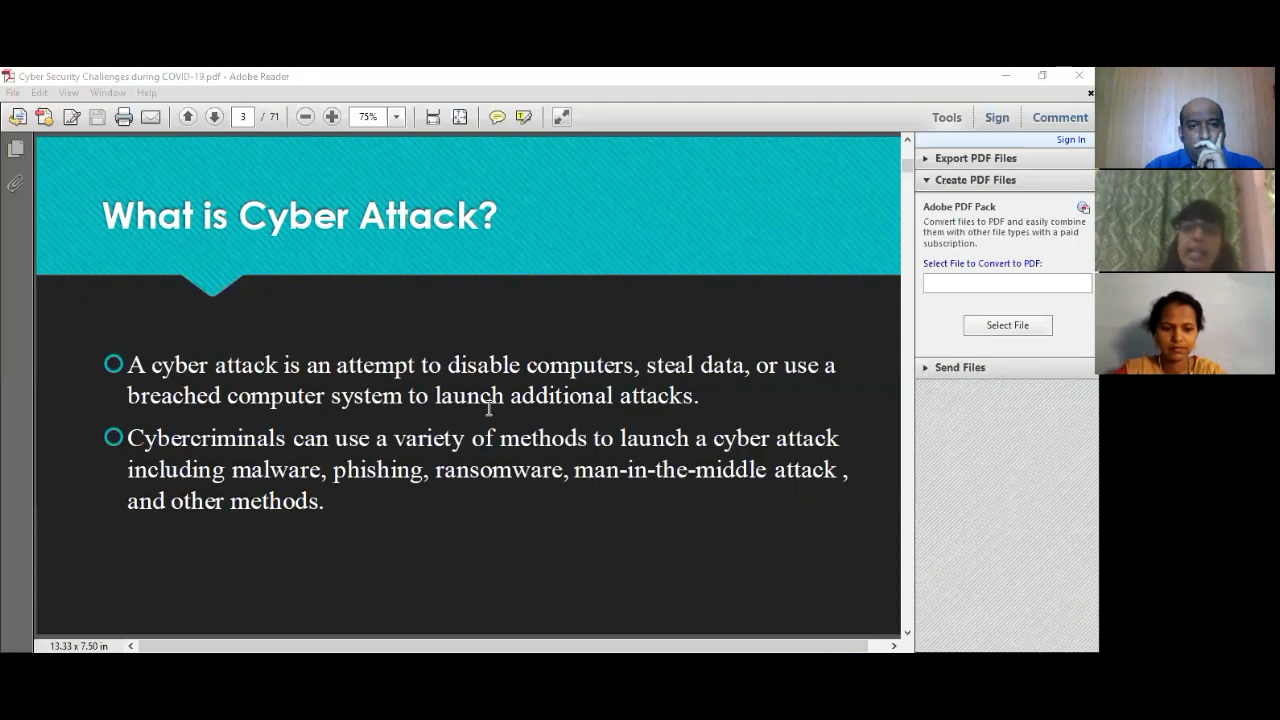 Cyber Security Challenges during COVID-19.pdf - Adobe Reader
File Edit View Window Help
3 / 71
75%
Tools Sign Comment
Sign In
What is Cyber Attack?
A cyber attack is an attempt to disable computers, steal data, or use a
breached computer system to launch additional attacks.
Cybercriminals can use a variety of methods to launch a cyber attack
including malware, phishing, ransomware, man-in-the-middle attack ,
and other methods.
Export PDF Files
Create PDF Files
Adobe PDF Pack
Convert files to PDF and easily combine
them with other file types with a paid
subscription.
Select File to Convert to PDF:
Select File
Send Files
13.33 x 7.50 in